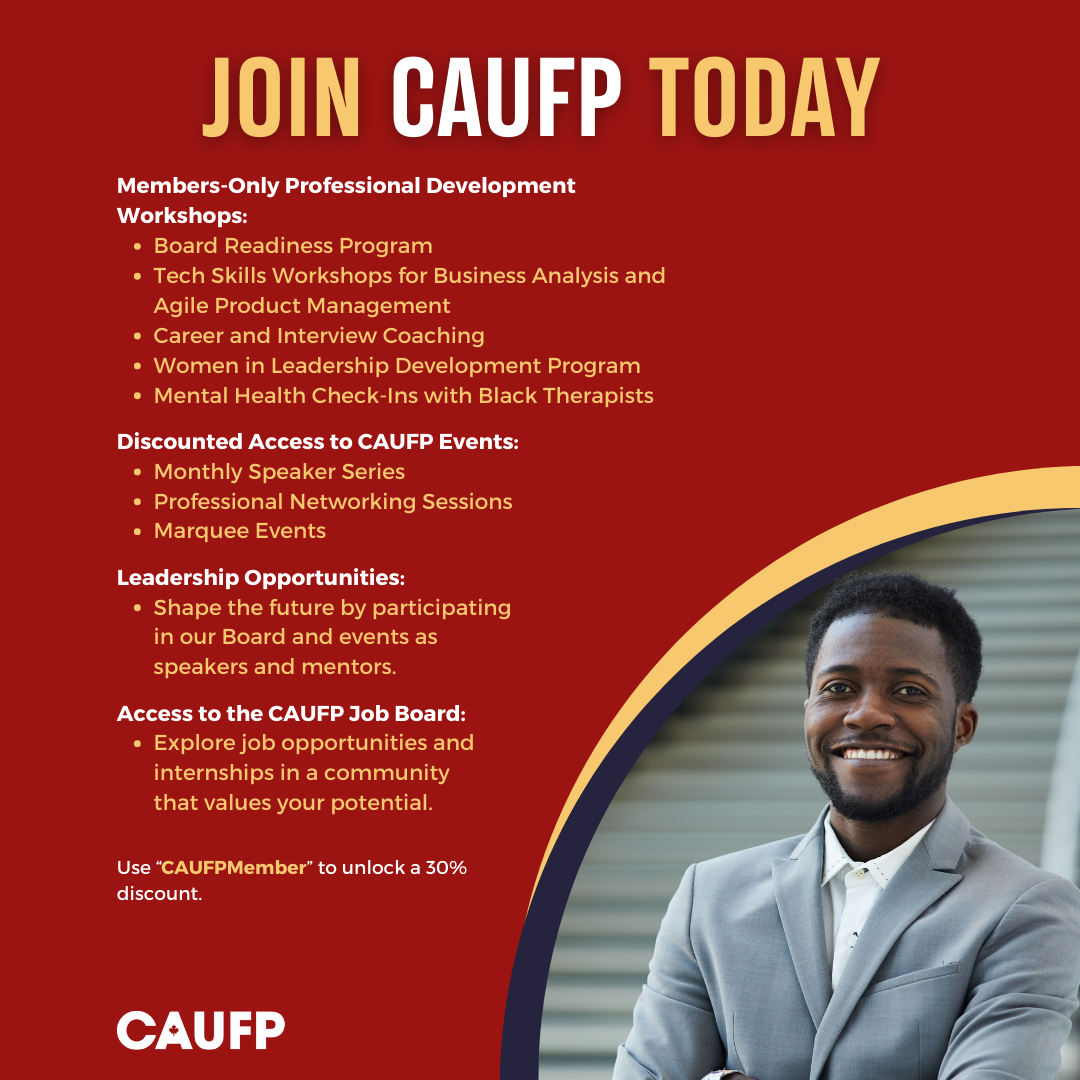 JOIN CAUFP TODAY
Members-Only Professional Development
Workshops:
• Board Readiness Program
• Tech Skills Workshops for Business Analysis and
Agile Product Management
• Career and Interview Coaching
• Women in Leadership Development Program
• Mental Health Check-Ins with Black Therapists
Discounted Access to CAUFP Events:
• Monthly Speaker Series
• Professional Networking Sessions
• Marquee Events
Leadership Opportunities:
• Shape the future by participating
in our Board and events as
speakers and mentors.
Access to the CAUFP Job Board:
• Explore job opportunities and
internships in a community
that values your potential.
Use “CAUFPMember” to unlock a 30%
discount.
CAUFP